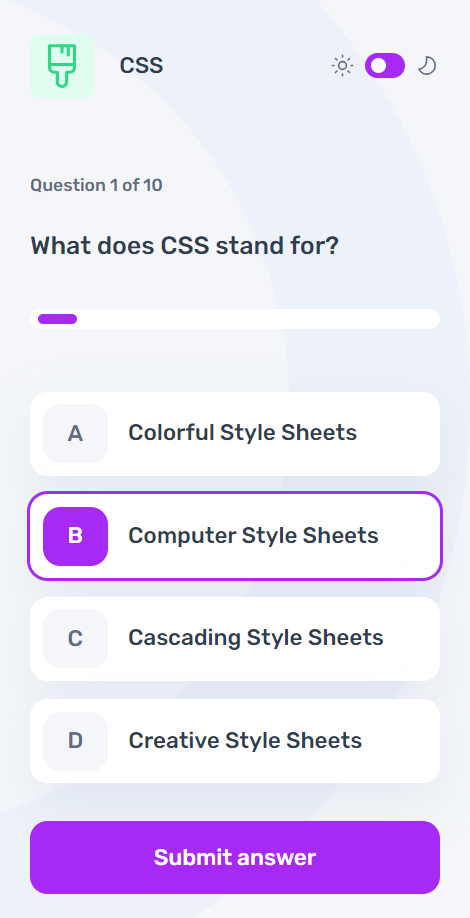 CSS
Question 1 of 10
What does CSS stand for?
A Colorful Style Sheets
B Computer Style Sheets
C Cascading Style Sheets
D Creative Style Sheets
Submit answer